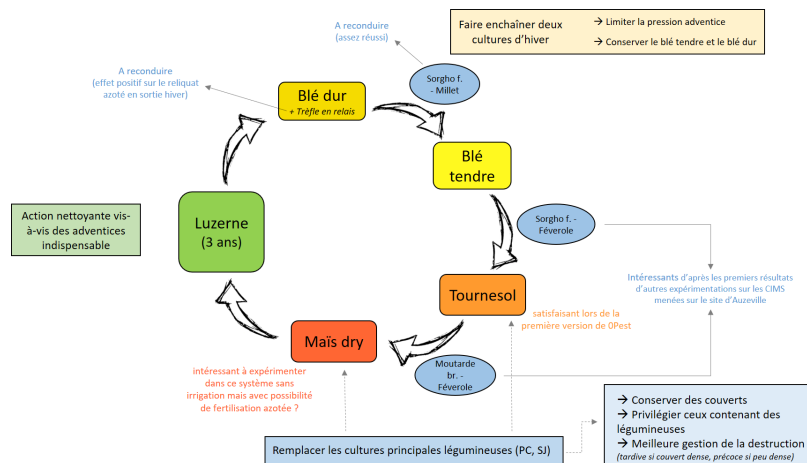 A reconduire
(assez réussi)
Faire enchaîner deux
cultures d'hiver
→ Limiter la pression adventice
→ Conserver le blé tendre et le blé dur
A reconduire
(effet positif sur le reliquat
azoté en sortie hiver)
Sorgho f.
- Millet
Blé dur
+ Trèfle en relais
Blé
tendre
Action nettoyante vis-
à-vis des adventices
indispensable
Luzerne
(3 ans)
Sorgho f. -
Féverole
Intéressants d'après les premiers résultats
d'autres expérimentations sur les CIMS
menées sur le site d'Auzeville
Tournesol
satisfaisant lors de la
première version de 0Pest
Maïs dry
intéressant à expérimenter
dans ce système sans
irrigation mais avec possibilité
de fertilisation azotée ?
Moutarde
br. -
Féverole
→ Conserver des couverts
→ Privilégier ceux contenant des
légumineuses
→ Meilleure gestion de la destruction
(tardive si couvert dense, précoce si peu dense)
Remplacer les cultures principales légumineuses (PC, SJ)